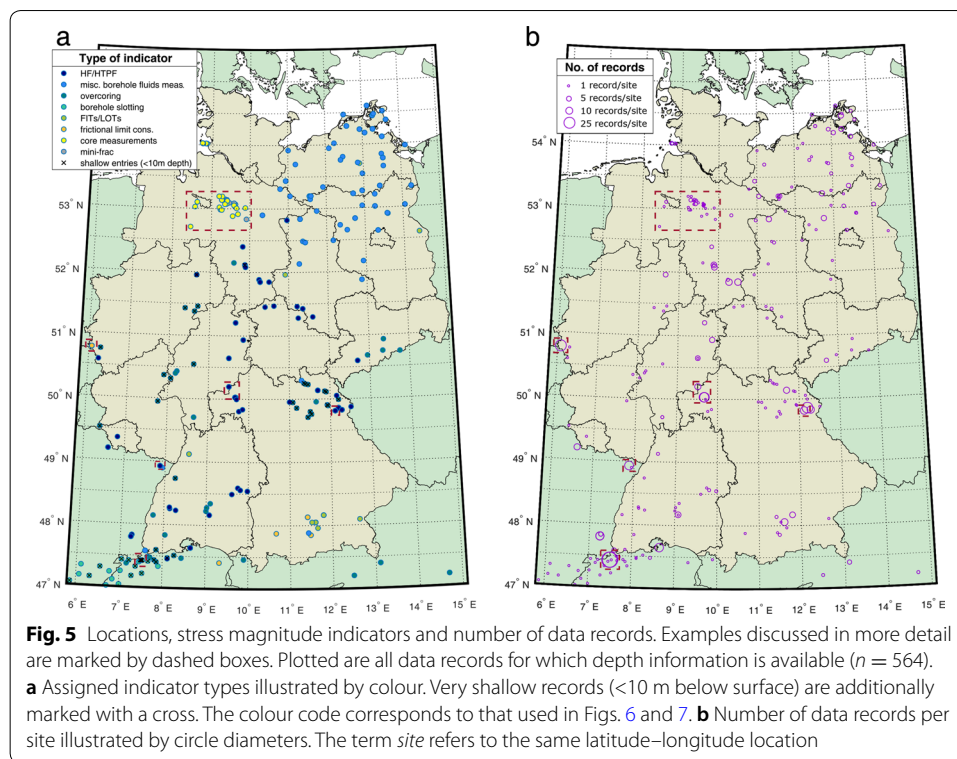 a
Type of indicator
HF/HTPF
misc. borehole fluids meas.
overcoring
borehole slotting
FITs/LOTs
frictional limit cons.
core measurements
mini-frac
shallow entries (<10m depth)
53° N
52° N
51° N
50° N
49° N
48° N
47° N
6° E 7° E 8° E 9° E 10° E 11° E 12° E 13° E 14° E 15° E
b
No. of records
1 record/site
5 record/site
10 record/site
25 record/site
54° N
53° N
52° N
51° N
50° N
49° N
48° N
47° N
6° E 7° E 8° E 9° E 10° E 11° E 12° E 13° E 14° E 15° E
Fig. 5 Locations, stress magnitude indicators and number of data records. Examples discussed in more detail
are marked by dashed boxes. Plotted are all data records for which depth information is available (n = 564).
a Assigned indicator types illustrated by colour. Very shallow records (<10 m below surface) are additionally
marked with a cross. The colour code corresponds to that used in Figs. 6 and 7. b Number of data records per
site illustrated by circle diameters. The term site refers to the same latitude–longitude location